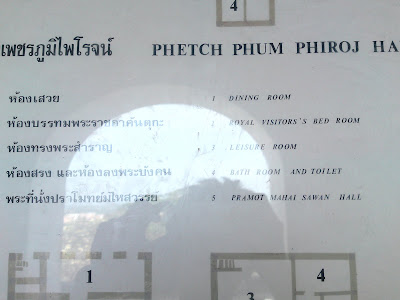 4
เพชรภูมิไพโรจน์ PHETCH PHUM PHIROJ HA
ห้องเสวย 1 DINING ROOM
ห้องบรรทมพระราชอาคันตุกะ 2 ROYAL VISITORS'S BED ROOM
ห้องทรงพระสำราญ 3 LEISURE ROOM
ห้องสรง และห้องลงพระบังคน 4 BATH ROOM AND TOILET
พระที่นั่งปราโมทย์มไหสวรรย์ 5 PRAMOT MAHAI SAWAN HALL
1
4
3